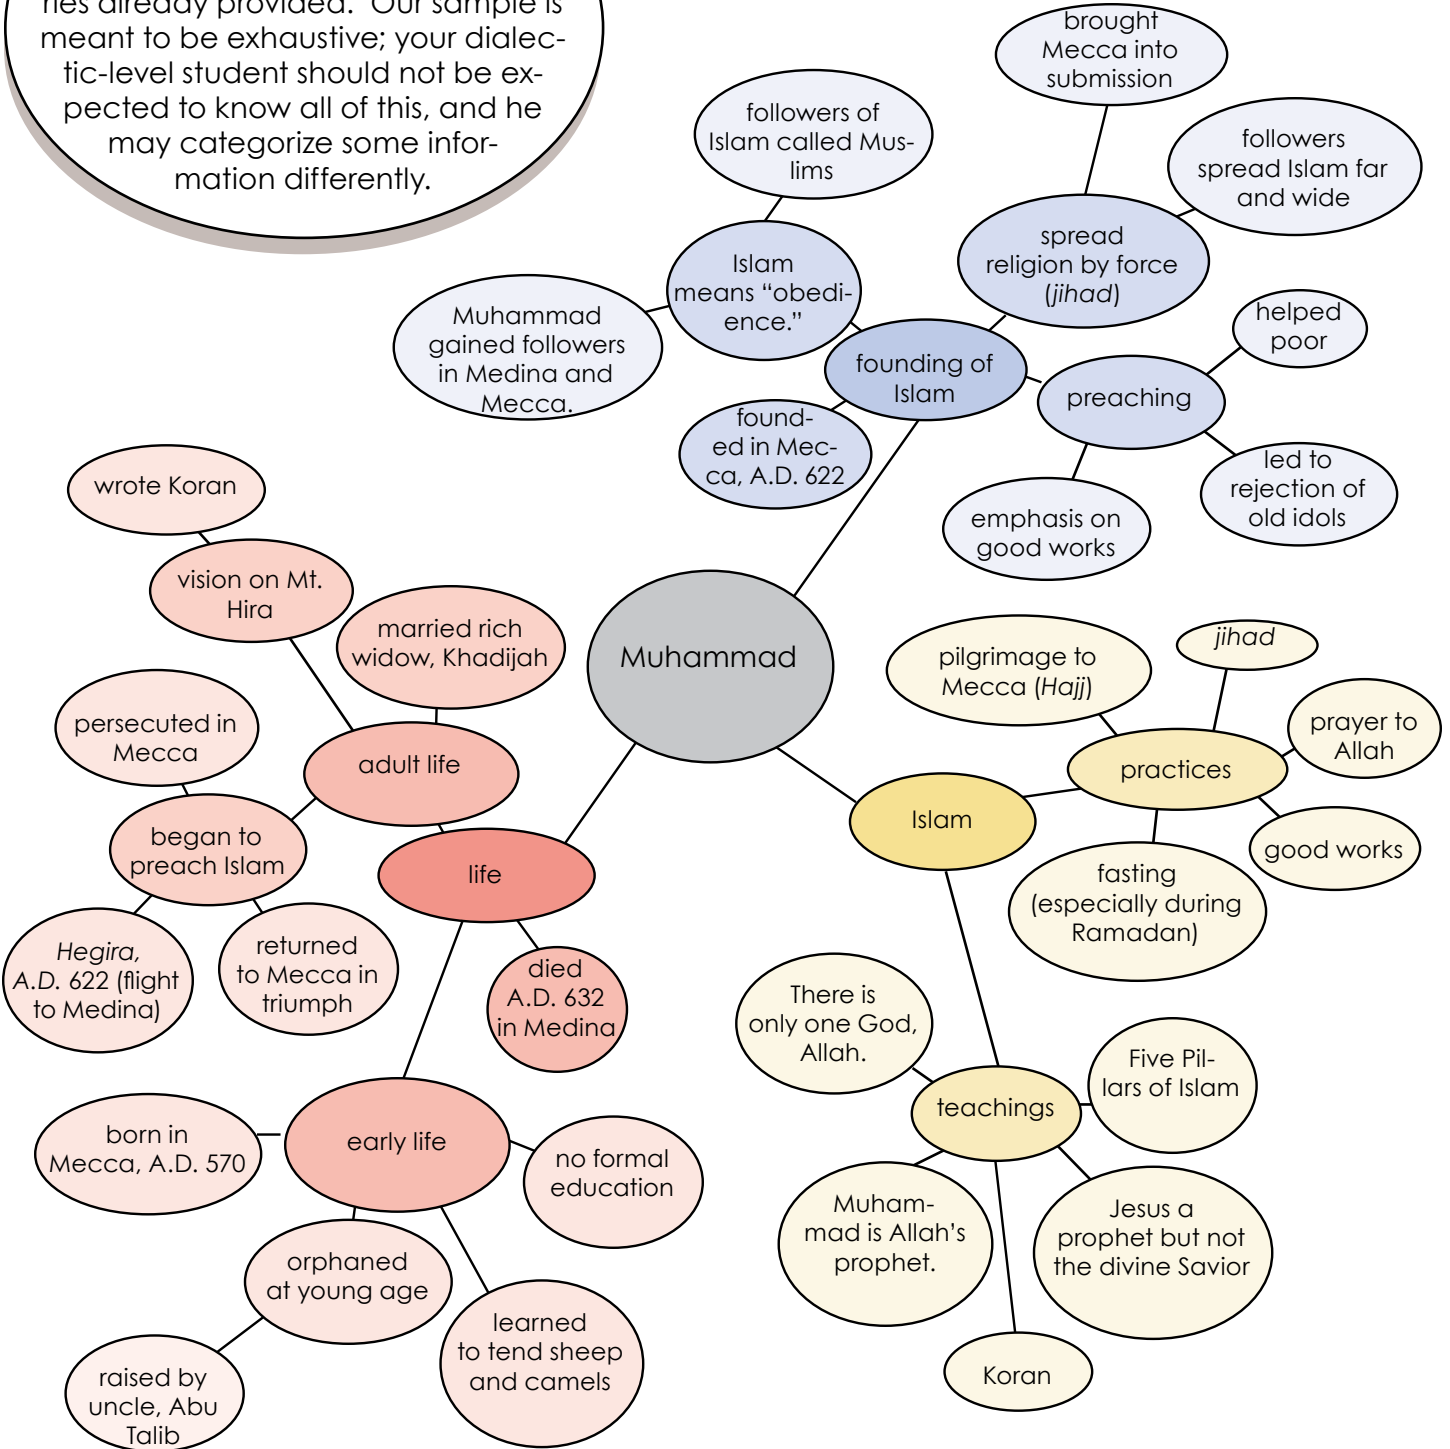 ries already provided. Our sample is
meant to be exhaustive; your dialec-
tic-level student should not be ex-
pected to know all of this, and he
may categorize some infor-
mation differently.
brought
Mecca into
submission
followers of
Islam called Mus-
lims
followers
spread Islam far
and wide
Islam
means “obedi-
ence.”
spread
religion by force
(jihad)
Muhammad
gained followers
in Medina and
Mecca.
helped
poor
founding of
Islam
preaching
found-
ed in Mec-
ca, A.D. 622
led to
rejection of
old idols
emphasis on
good works
wrote Koran
vision on Mt.
Hira
married rich
widow, Khadijah
Muhammad
persecuted in
Mecca
adult life
began to
preach Islam
life
Hegira,
A.D. 622 (flight
to Medina)
returned
to Mecca in
triumph
died
A.D. 632
in Medina
born in
Mecca, A.D. 570
early life
no formal
education
orphaned
at young age
learned
to tend sheep
and camels
raised by
uncle, Abu
Talib
pilgrimage to
Mecca (Hajj)
jihad
prayer to
Allah
practices
Islam
good works
fasting
(especially during
Ramadan)
There is
only one God,
Allah.
Five Pil-
lars of Islam
teachings
Muham-
mad is Allah’s
prophet.
Jesus a
prophet but not
the divine Savior
Koran